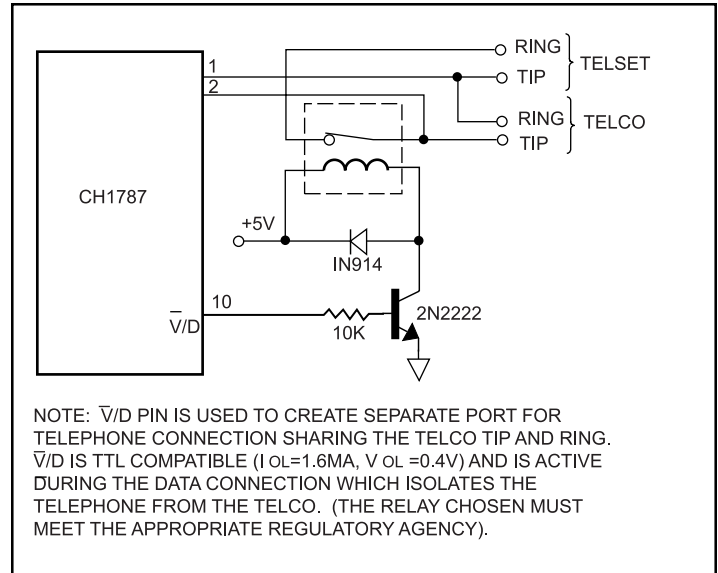 RING
TELSET
TIP
1
2
RING
TELCO
TIP
CH1787
+5V
IN914
10
V̅/D
10K
2N2222
NOTE: V̅/D PIN IS USED TO CREATE SEPARATE PORT FOR
TELEPHONE CONNECTION SHARING THE TELCO TIP AND RING.
V̅/D IS TTL COMPATIBLE (I OL=1.6MA, V OL =0.4V) AND IS ACTIVE
DURING THE DATA CONNECTION WHICH ISOLATES THE
TELEPHONE FROM THE TELCO. (THE RELAY CHOSEN MUST
MEET THE APPROPRIATE REGULATORY AGENCY).